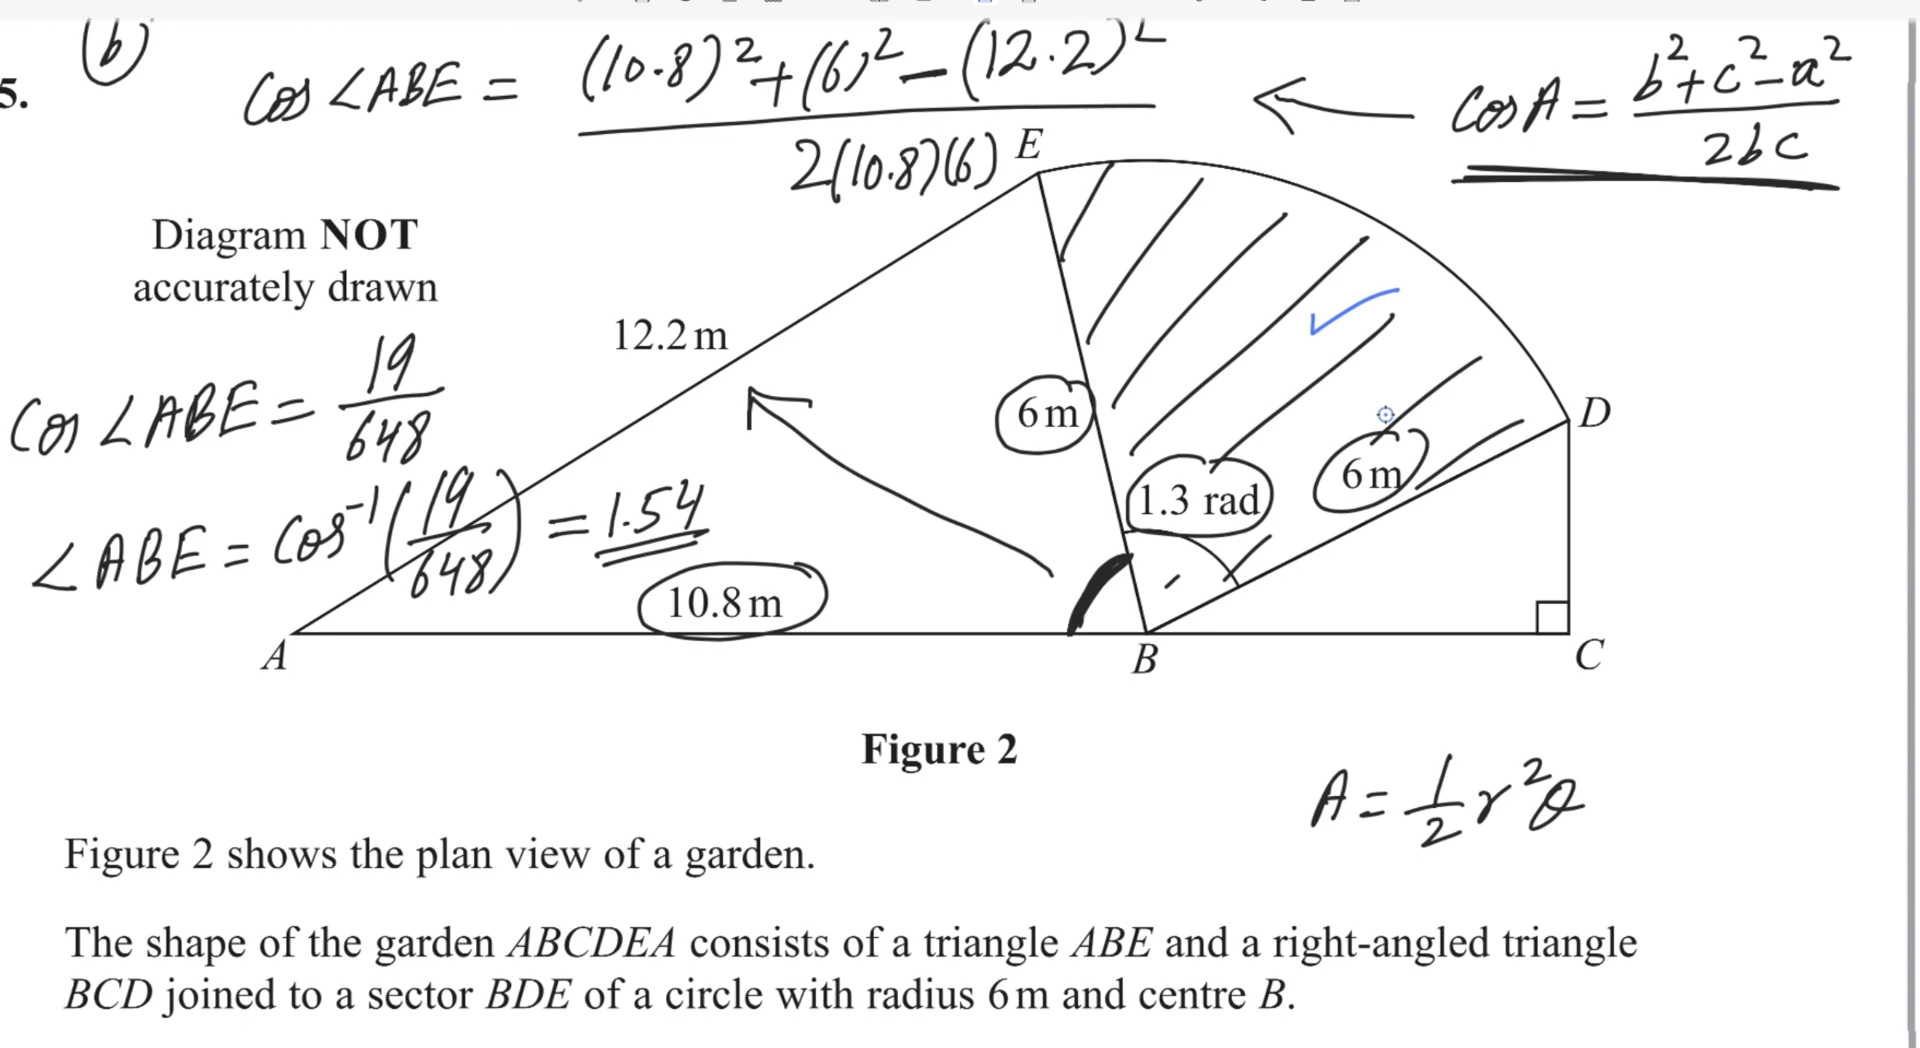 (b)
5.
Cos ∠ABE = (10.8)² + (6)² − (12.2)² / 2(10.8)(6)
← Cos A = b² + c² − a² / 2bc
E
Diagram NOT
accurately drawn
12.2 m
Cos ∠ABE = 19/648
6 m
D
1.3 rad
6 m
∠ABE = Cos⁻¹(19/648) = 1.54
10.8 m
A
B
C
Figure 2
A = 1/2 r²θ
Figure 2 shows the plan view of a garden.
The shape of the garden ABCDEA consists of a triangle ABE and a right-angled triangle
BCD joined to a sector BDE of a circle with radius 6 m and centre B.